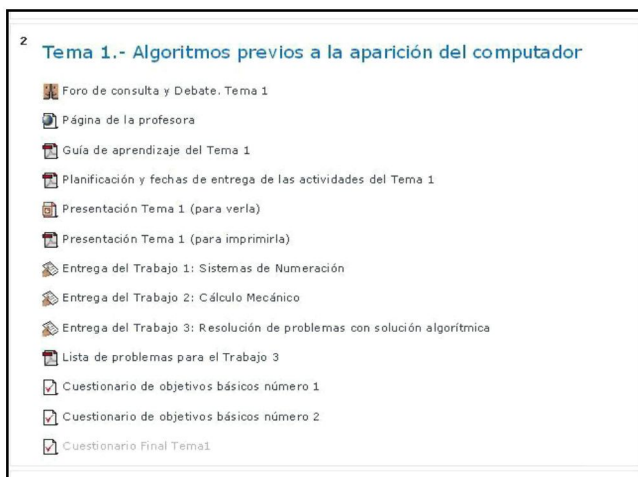 2
Tema 1.- Algoritmos previos a la aparición del computador
Foro de consulta y Debate. Tema 1
Página de la profesora
Guía de aprendizaje del Tema 1
Planificación y fechas de entrega de las actividades del Tema 1
Presentación Tema 1 (para verla)
Presentación Tema 1 (para imprimirla)
Entrega del Trabajo 1: Sistemas de Numeración
Entrega del Trabajo 2: Cálculo Mecánico
Entrega del Trabajo 3: Resolución de problemas con solución algorítmica
Lista de problemas para el Trabajo 3
Cuestionario de objetivos básicos número 1
Cuestionario de objetivos básicos número 2
Cuestionario Final Tema1